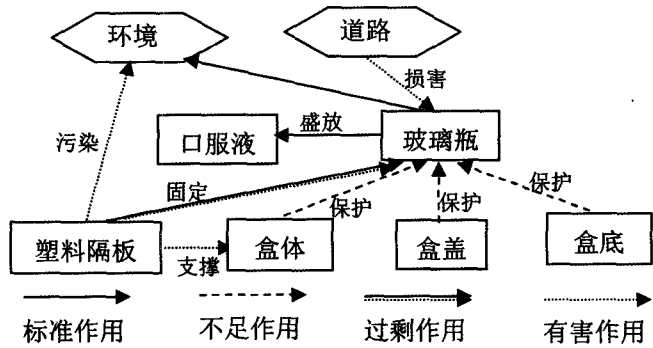 环境
道路
损害
污染
口服液
盛放
玻璃瓶
固定
保护
保护
保护
塑料隔板
支撑
盒体
盒盖
盒底
标准作用
不足作用
过剩作用
有害作用